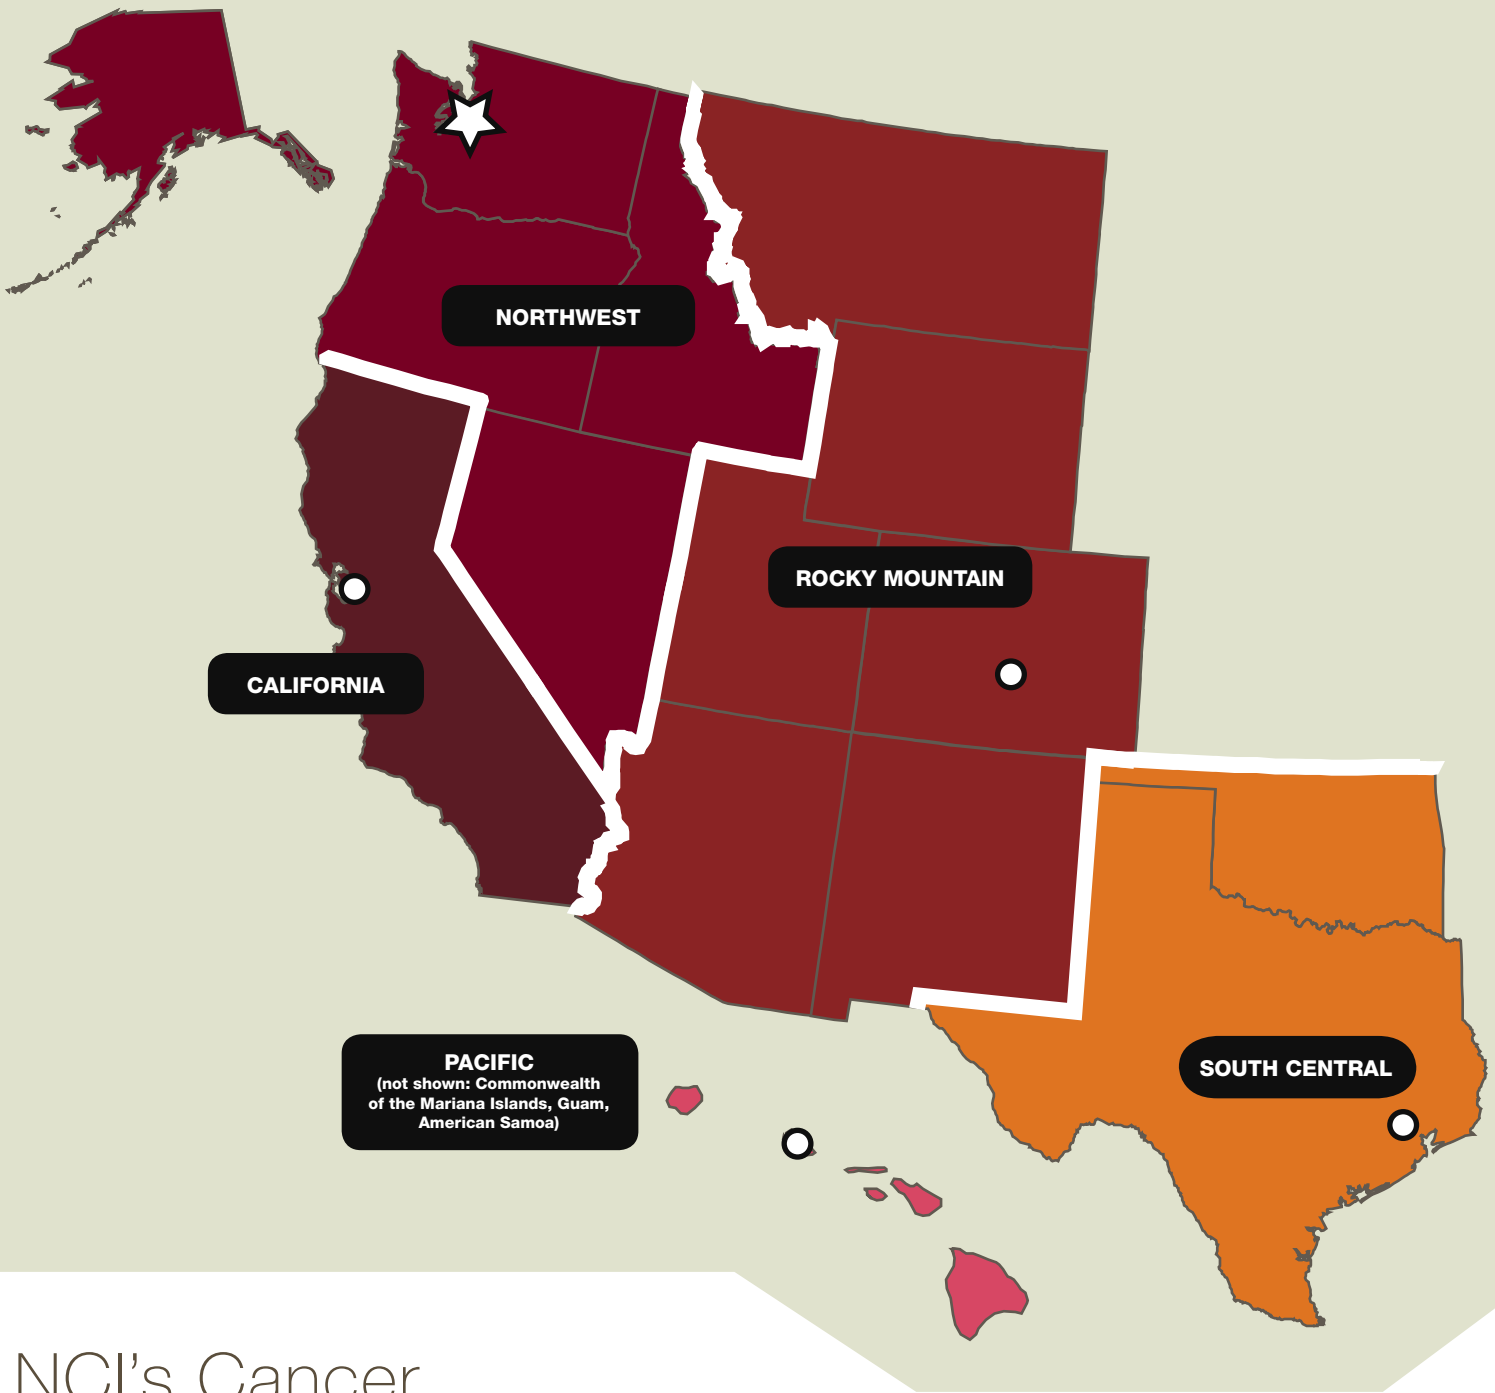 NORTHWEST
ROCKY MOUNTAIN
CALIFORNIA
PACIFIC
(not shown: Commonwealth
of the Mariana Islands, Guam,
American Samoa)
SOUTH CENTRAL
NCI's Cancer